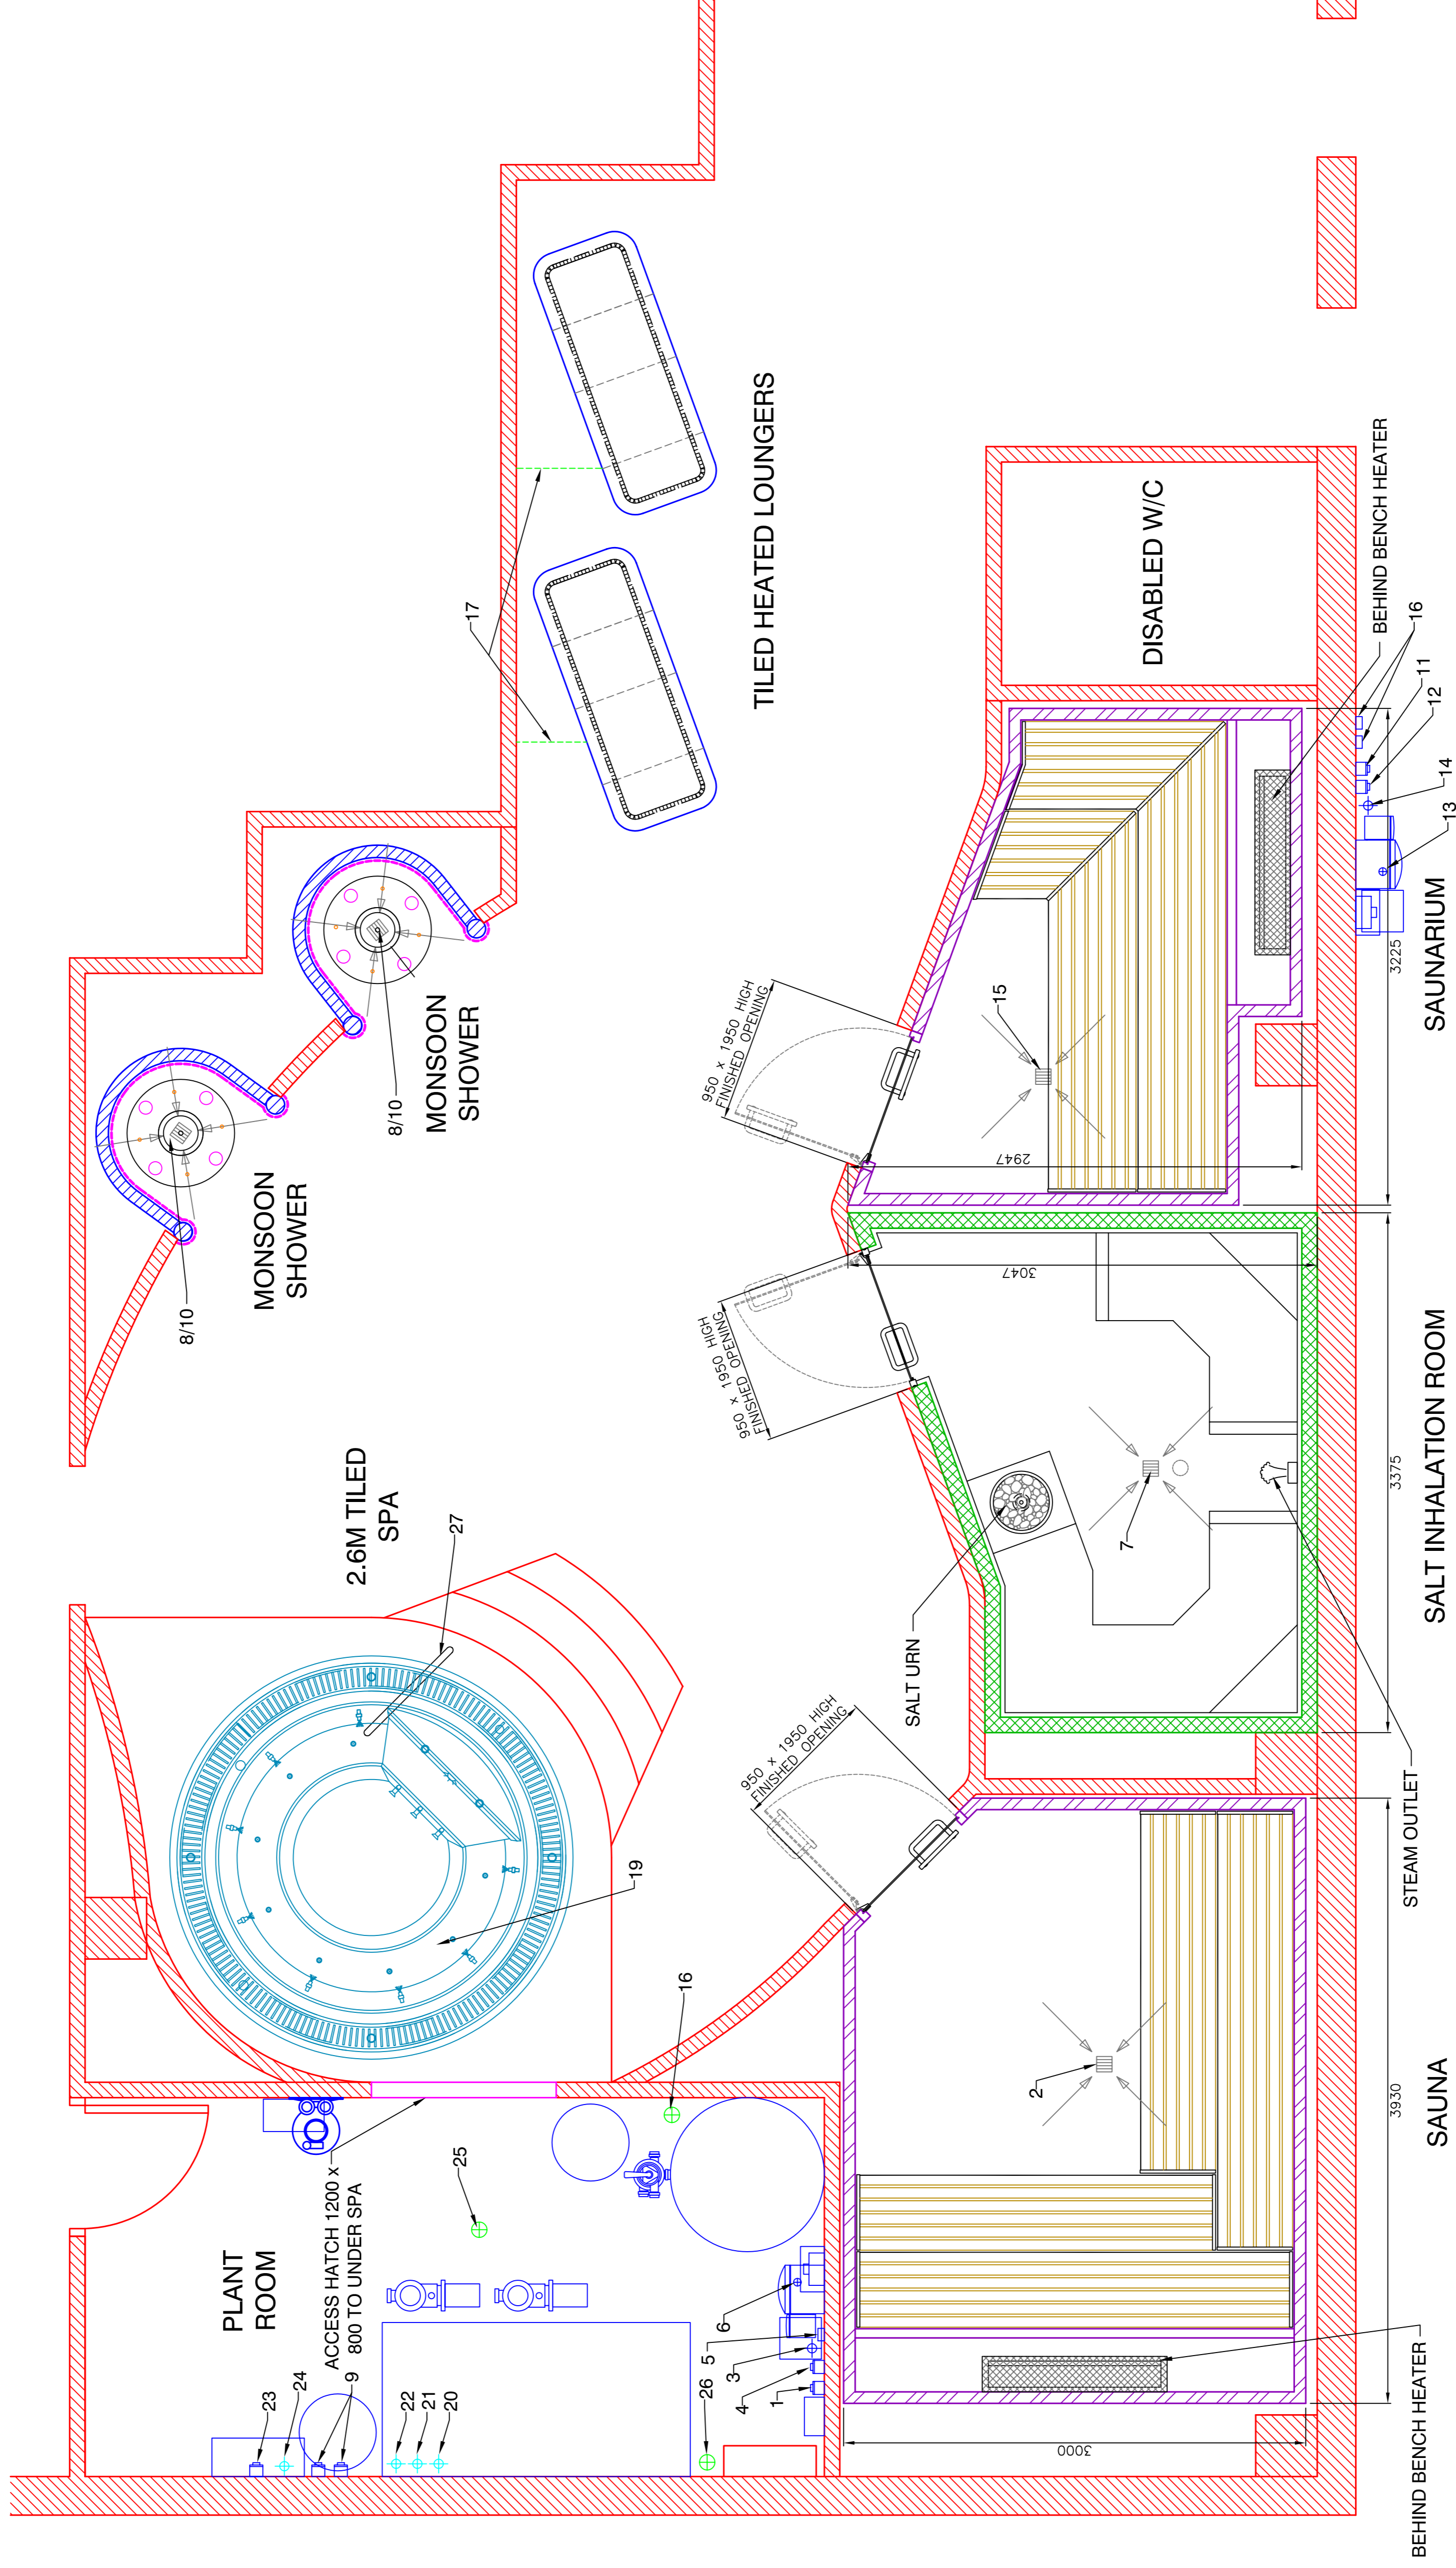 PLANT
ROOM
ACCESS HATCH 1200 x
800 TO UNDER SPA
23
24
9
22
21
20
25
16
26
6
5
3
4
1
2.6M TILED
SPA
27
19
MONSOON
SHOWER
8/10
MONSOON
SHOWER
8/10
17
TILED HEATED LOUNGERS
950 x 1950 HIGH
FINISHED OPENING
950 x 1950 HIGH
FINISHED OPENING
950 x 1950 HIGH
FINISHED OPENING
SALT URN
2
7
15
3000
3047
2947
DISABLED W/C
BEHIND BENCH HEATER
3930
SAUNA
STEAM OUTLET
3375
SALT INHALATION ROOM
3225
SAUNARIUM
13
14
12
11
16
BEHIND BENCH HEATER